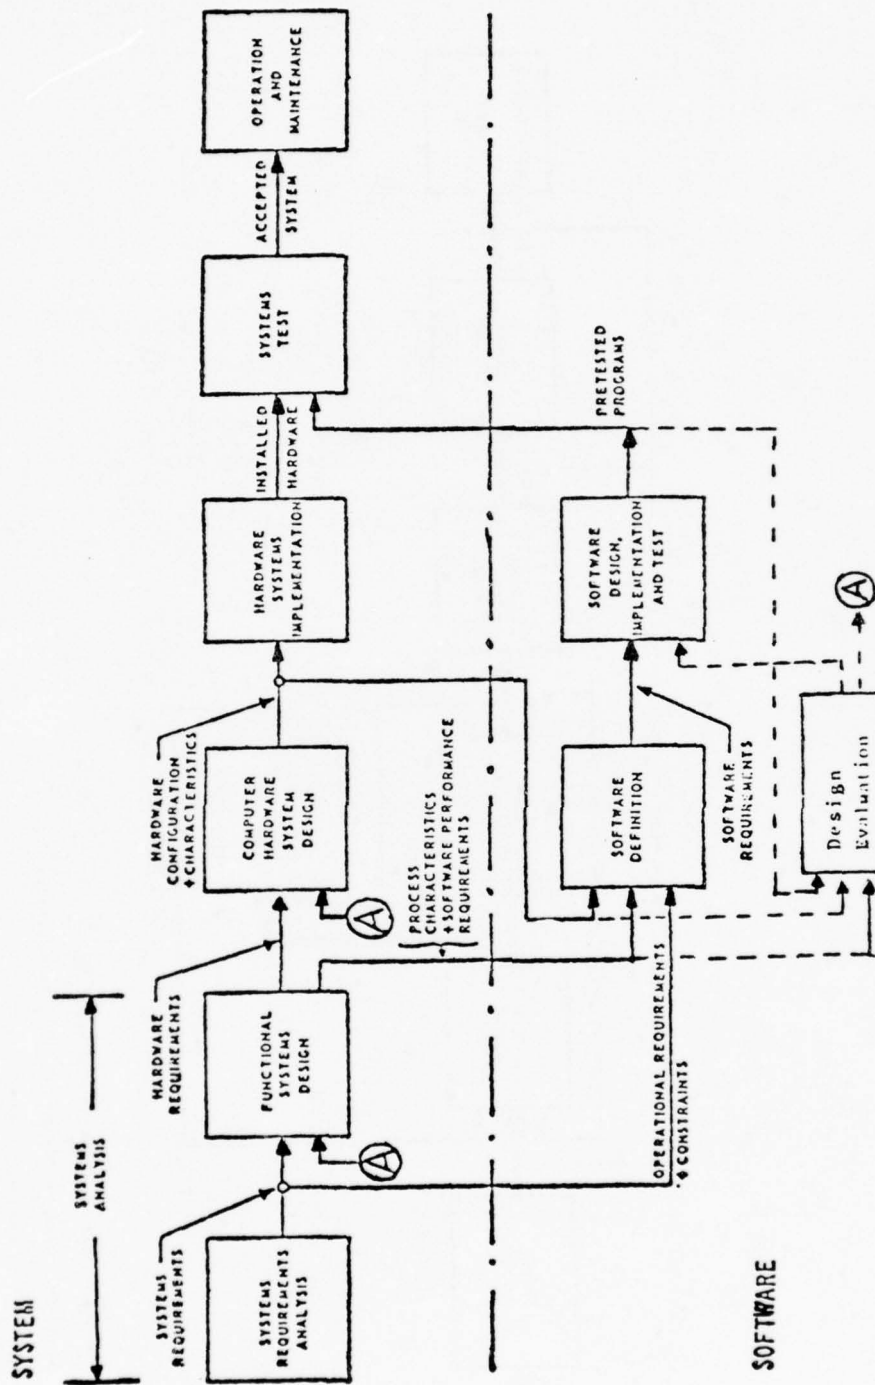 SYSTEM
SYSTEMS
ANALYSIS
SYSTEMS
REQUIREMENTS
HARDWARE
REQUIREMENTS
HARDWARE
CONFIGURATION
+CHARACTERISTICS
SYSTEMS
REQUIREMENTS
ANALYSIS
FUNCTIONAL
SYSTEMS
DESIGN
COMPUTER
HARDWARE
SYSTEM
DESIGN
HARDWARE
SYSTEMS
IMPLEMENTATION
INSTALLED
HARDWARE
SYSTEMS
TEST
ACCEPTED
SYSTEM
OPERATION
AND
MAINTENANCE
A
A
PROCESS
CHARACTERISTICS
+SOFTWARE PERFORMANCE
REQUIREMENTS
PRETESTED
PROGRAMS
SOFTWARE
DEFINITION
SOFTWARE
DESIGN,
IMPLEMENTATION
AND TEST
OPERATIONAL REQUIREMENTS
+ CONSTRAINTS
SOFTWARE
REQUIREMENTS
SOFTWARE
Design
Evaluation
A